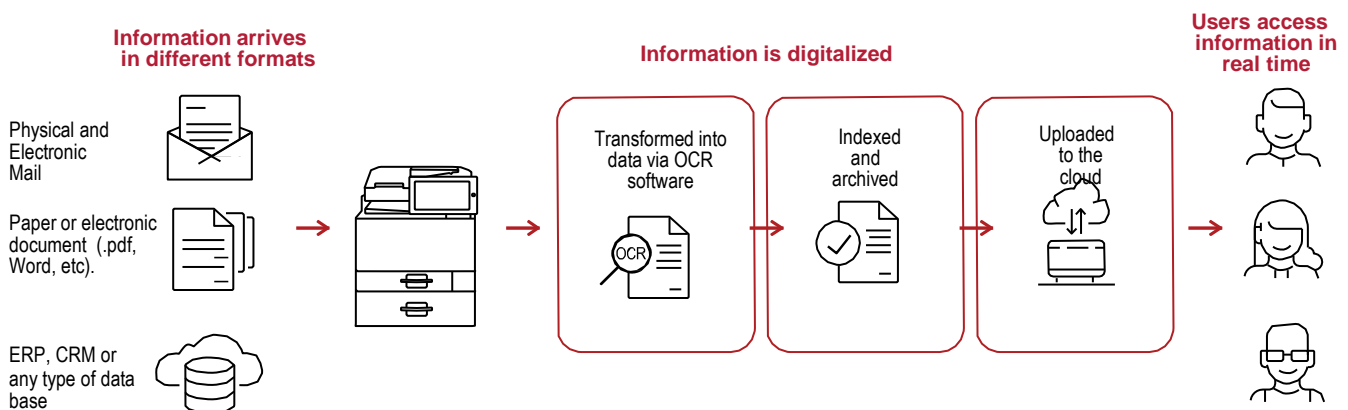 Information arrives
in different formats
Physical and
Electronic
Mail
Paper or electronic
document (.pdf,
Word, etc).
ERP, CRM or
any type of data
base
Information is digitalized
Transformed into
data via OCR
software
OCR
Indexed
and
archived
Uploaded
to the
cloud
Users access
information in
real time